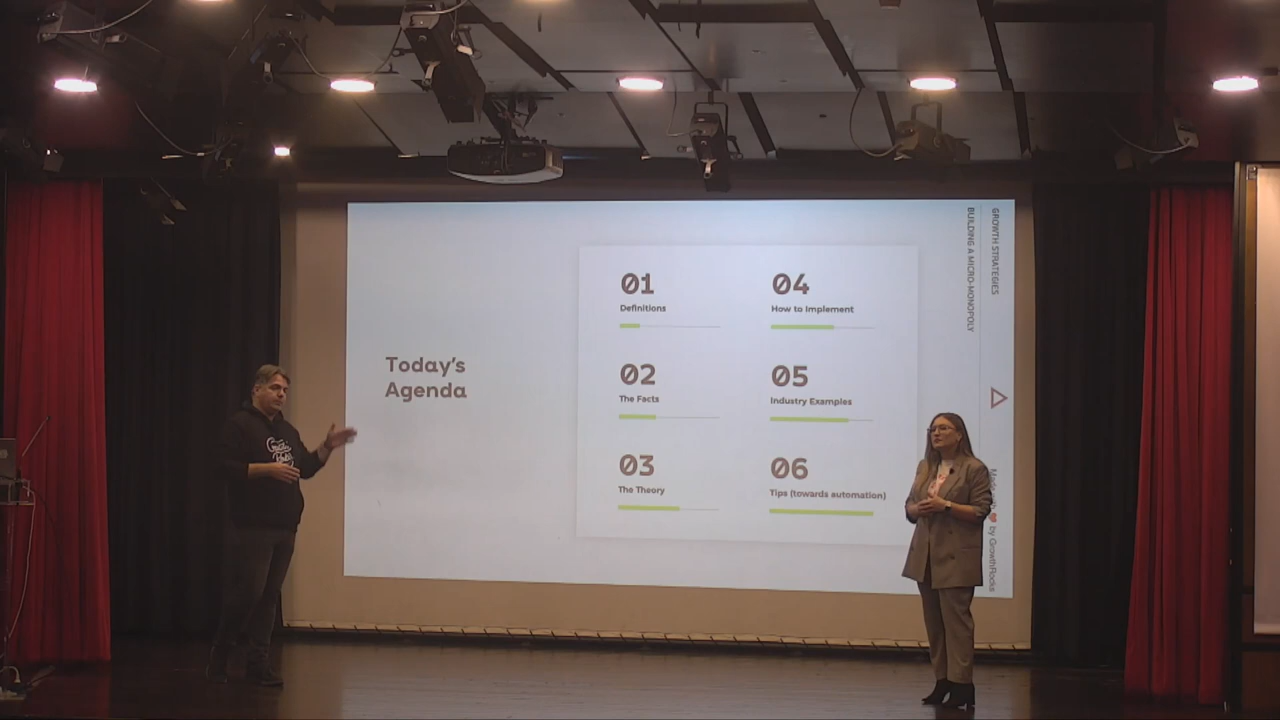 Today's
Agenda
01
Definitions
02
The Facts
03
The Theory
04
How to Implement
05
Industry Examples
06
Tips (towards automation)
GROWTH STRATEGIES
BUILDING A MICRO-MONOPOLY
by GrowthRocks